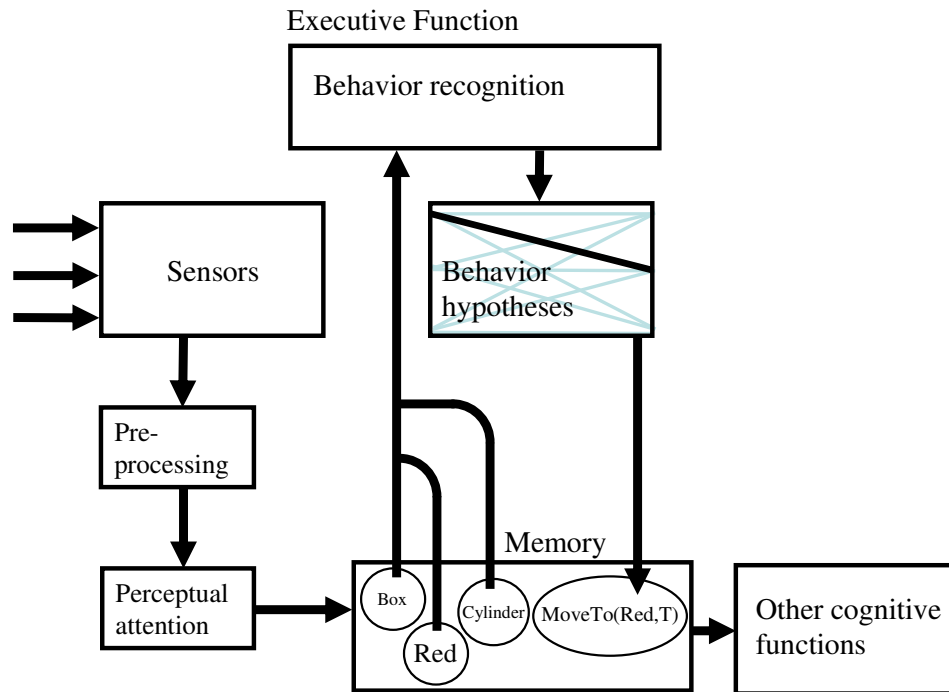 Executive Function
Behavior recognition
Sensors
Behavior
hypotheses
Pre-
processing
Memory
Perceptual
attention
Box
Red
Cylinder
MoveTo(Red,T)
Other cognitive
functions